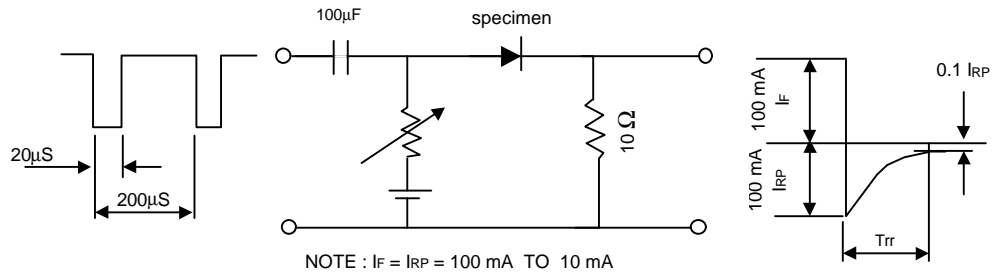 100μF
specimen
10 Ω
20μS
200μS
100 mA
IF
100 mA
IRP
0.1 IRP
Trr
NOTE : IF = IRP = 100 mA TO 10 mA